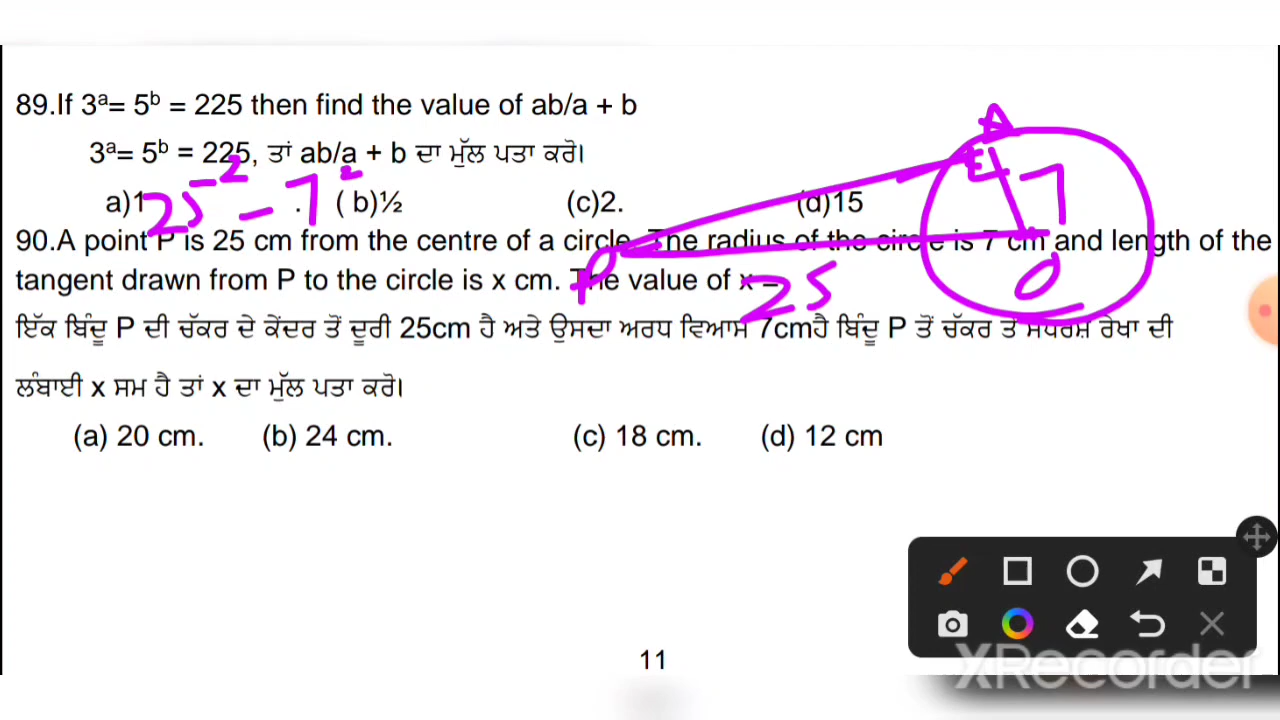 89.If 3ᵃ= 5ᵇ = 225 then find the value of ab/a + b
3ᵃ= 5ᵇ = 225, ਤਾਂ ab/a + b ਦਾ ਮੁੱਲ ਪਤਾ ਕਰੋ।
25² - 7²
a)1 . ( b)½ (c)2. (d)15
A
7
90.A point P is 25 cm from the centre of a circle. The radius of the circle is 7 cm and length of the
tangent drawn from P to the circle is x cm. The value of x =
P 25 O
ਇੱਕ ਬਿੰਦੂ P ਦੀ ਚੱਕਰ ਦੇ ਕੇਂਦਰ ਤੋਂ ਦੂਰੀ 25cm ਹੈ ਅਤੇ ਉਸਦਾ ਅਰਧ ਵਿਆਸ 7cmਹੈ ਬਿੰਦੂ P ਤੋਂ ਚੱਕਰ ਤੇ ਸਪਰਸ਼ ਰੇਖਾ ਦੀ
ਲੰਬਾਈ x ਸਮ ਹੈ ਤਾਂ x ਦਾ ਮੁੱਲ ਪਤਾ ਕਰੋ।
(a) 20 cm. (b) 24 cm. (c) 18 cm. (d) 12 cm
11
XRecorder